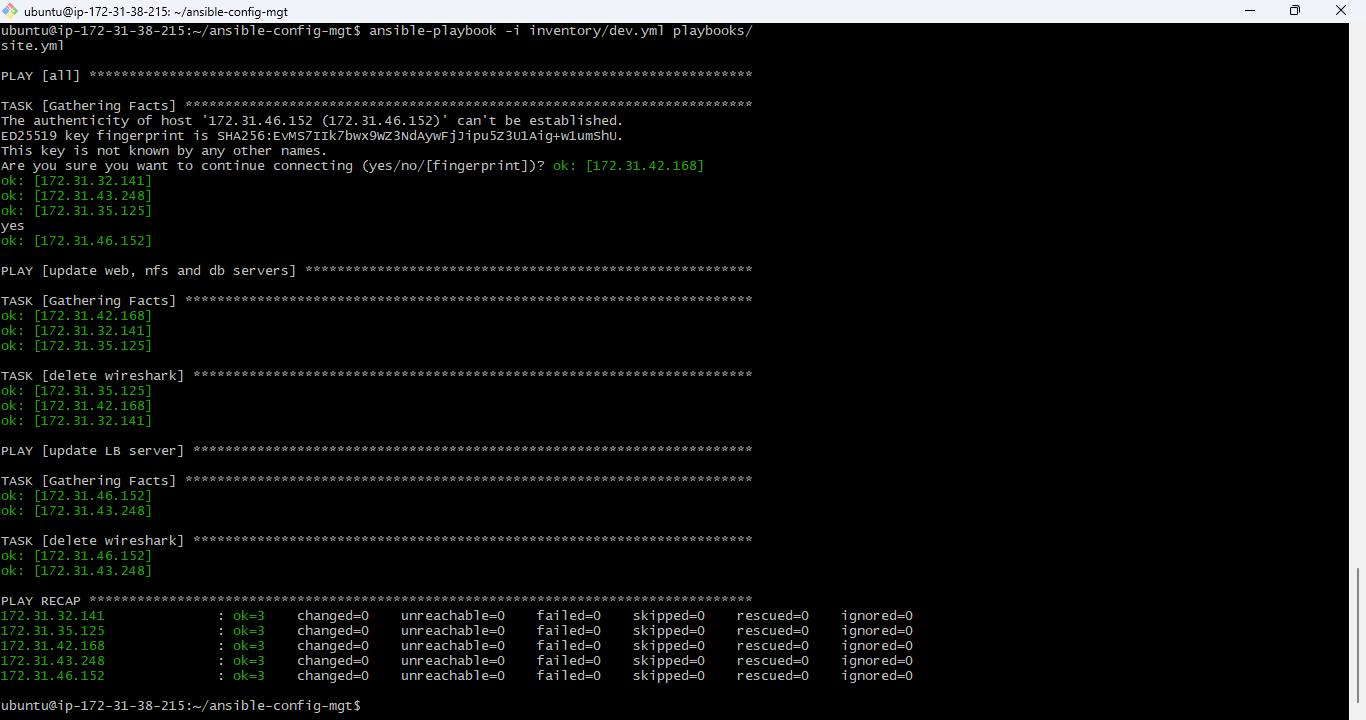 ubuntu@ip-172-31-38-215: ~/ansible-config-mgt
ubuntu@ip-172-31-38-215:~/ansible-config-mgt$ ansible-playbook -i inventory/dev.yml playbooks/
site.yml
PLAY [all] ***********************************************************************************
TASK [Gathering Facts] ***********************************************************************
The authenticity of host '172.31.46.152 (172.31.46.152)' can't be established.
ED25519 key fingerprint is SHA256:EvMS7IIk7bwx9WZ3NdAywFjJipu5Z3U1Aig+w1umShU.
This key is not known by any other names.
Are you sure you want to continue connecting (yes/no/[fingerprint])? ok: [172.31.42.168]
ok: [172.31.32.141]
ok: [172.31.43.248]
ok: [172.31.35.125]
yes
ok: [172.31.46.152]
PLAY [update web, nfs and db servers] ********************************************************
TASK [Gathering Facts] ***********************************************************************
ok: [172.31.42.168]
ok: [172.31.32.141]
ok: [172.31.35.125]
TASK [delete wireshark] **********************************************************************
ok: [172.31.35.125]
ok: [172.31.42.168]
ok: [172.31.32.141]
PLAY [update LB server] **********************************************************************
TASK [Gathering Facts] ***********************************************************************
ok: [172.31.46.152]
ok: [172.31.43.248]
TASK [delete wireshark] **********************************************************************
ok: [172.31.46.152]
ok: [172.31.43.248]
PLAY RECAP ***********************************************************************************
172.31.32.141              : ok=3    changed=0    unreachable=0    failed=0    skipped=0    rescued=0    ignored=0
172.31.35.125              : ok=3    changed=0    unreachable=0    failed=0    skipped=0    rescued=0    ignored=0
172.31.42.168              : ok=3    changed=0    unreachable=0    failed=0    skipped=0    rescued=0    ignored=0
172.31.43.248              : ok=3    changed=0    unreachable=0    failed=0    skipped=0    rescued=0    ignored=0
172.31.46.152              : ok=3    changed=0    unreachable=0    failed=0    skipped=0    rescued=0    ignored=0
ubuntu@ip-172-31-38-215:~/ansible-config-mgt$